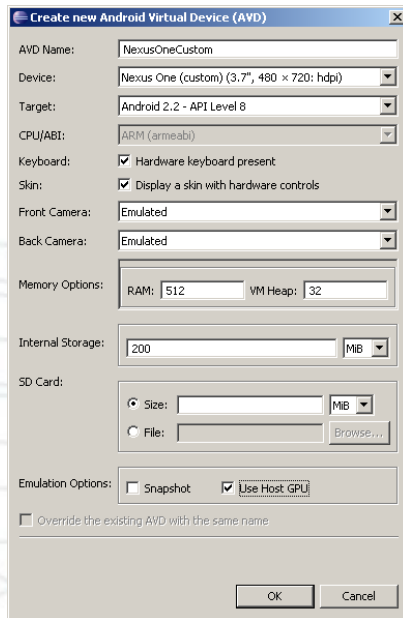 Create new Android Virtual Device (AVD)
AVD Name: NexusOneCustom
Device: Nexus One (custom) (3.7", 480 × 720: hdpi)
Target: Android 2.2 - API Level 8
CPU/ABI: ARM (armeabi)
Keyboard: Hardware keyboard present
Skin: Display a skin with hardware controls
Front Camera: Emulated
Back Camera: Emulated
Memory Options: RAM: 512 VM Heap: 32
Internal Storage: 200 MiB
SD Card:
Size: MiB
File: Browse...
Emulation Options: Snapshot Use Host GPU
Override the existing AVD with the same name
OK Cancel